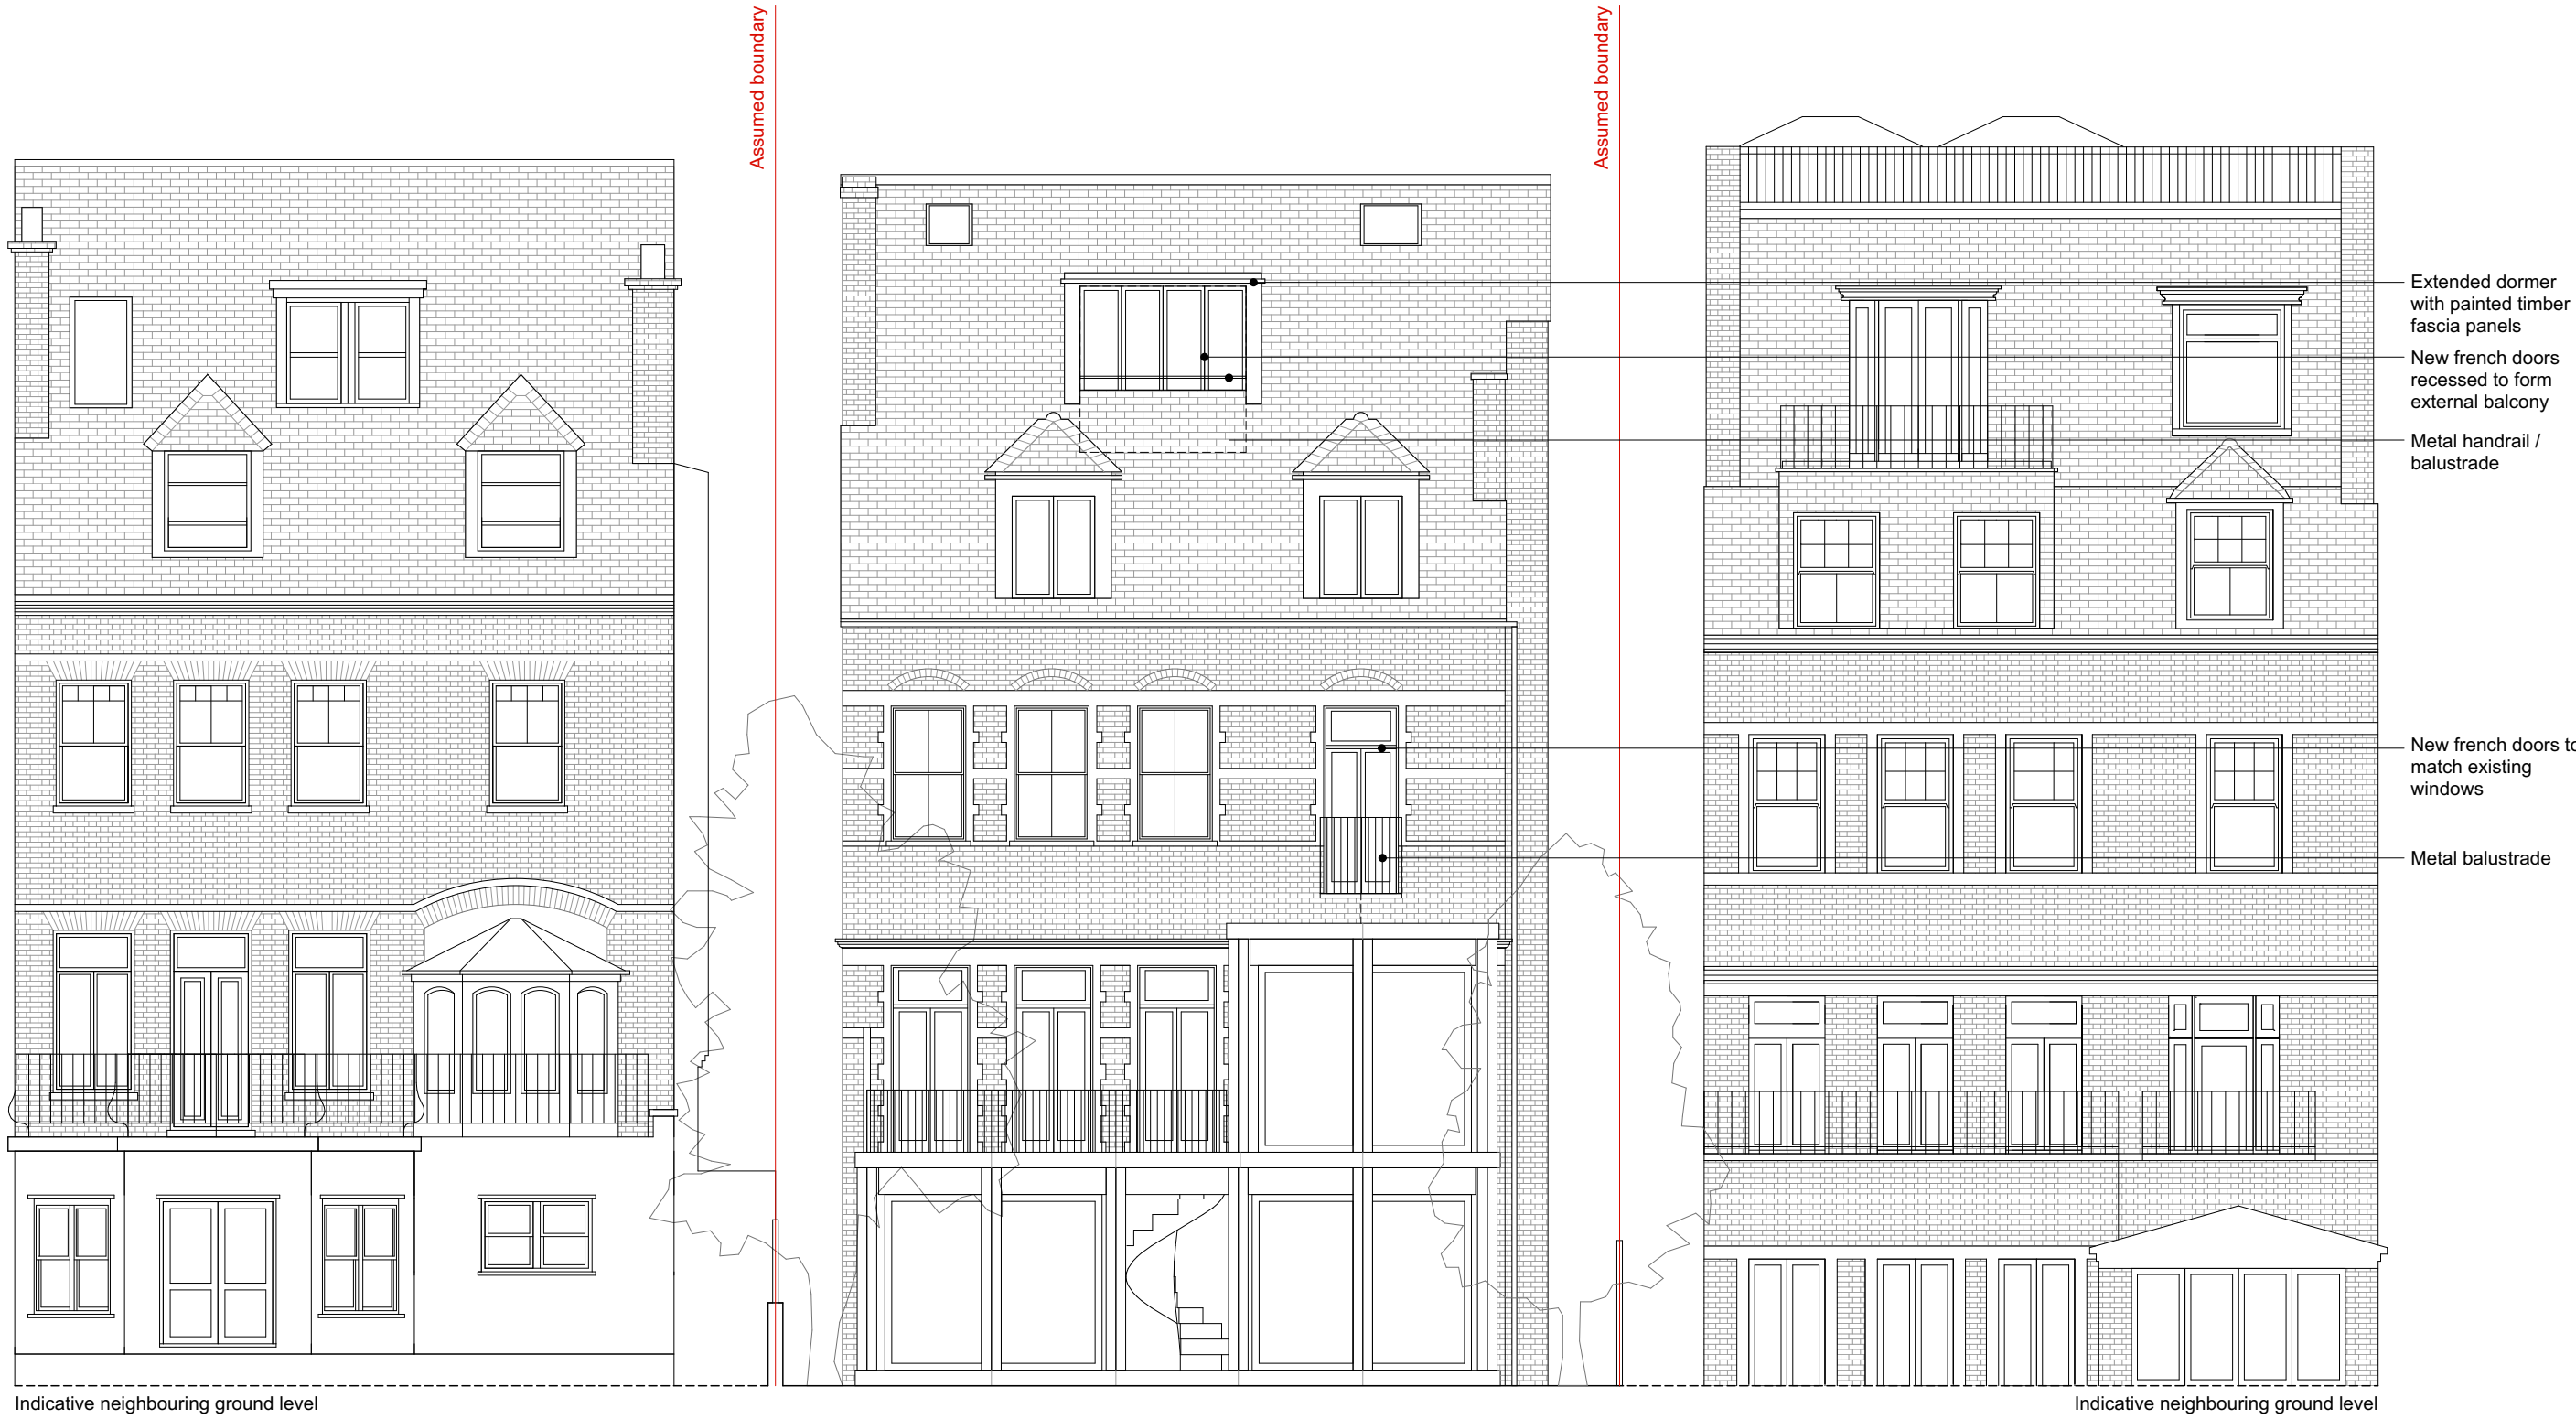 Assumed boundary
Assumed boundary
Extended dormer
with painted timber
fascia panels
New french doors
recessed to form
external balcony
Metal handrail /
balustrade
New french doors to
match existing
windows
Metal balustrade
Indicative neighbouring ground level
Indicative neighbouring ground level